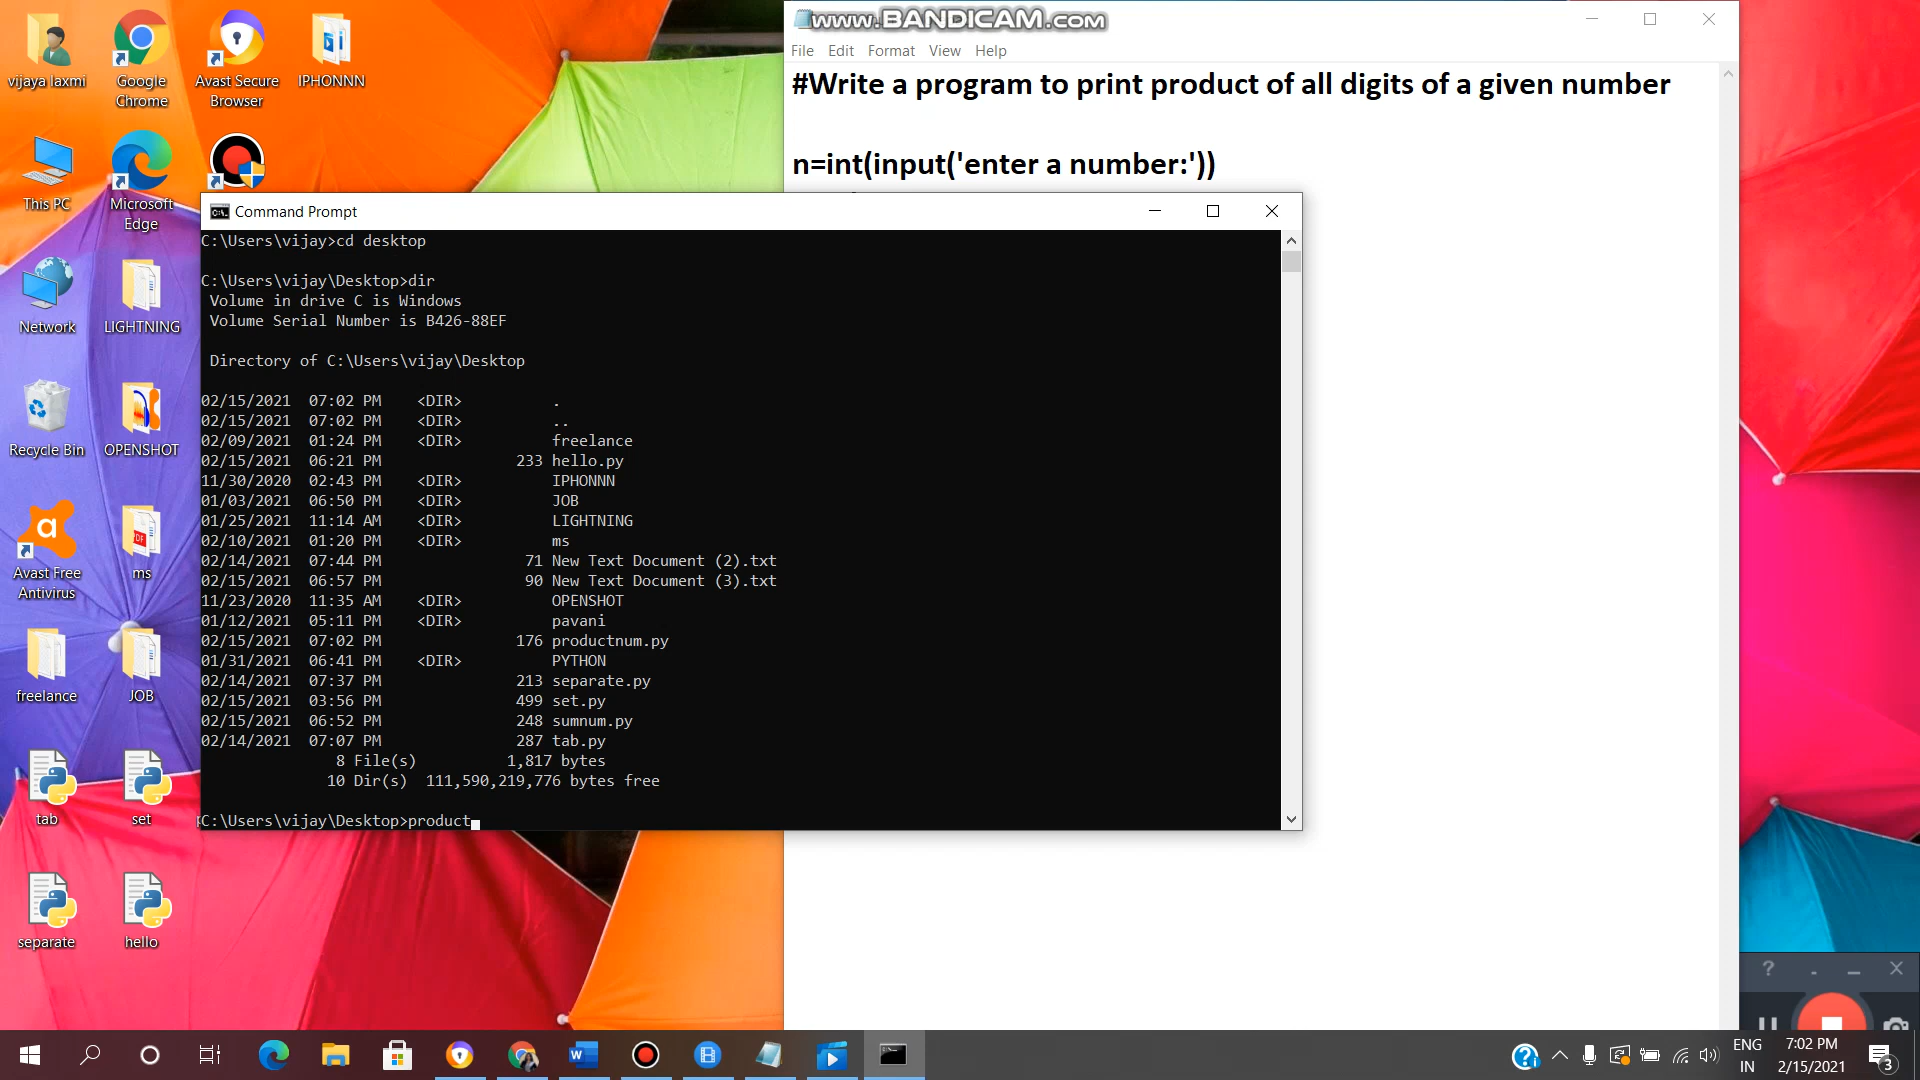 vijaya laxmi
Google Chrome
Avast Secure Browser
IPHONNN
This PC
Microsoft Edge
Network
LIGHTNING
Recycle Bin
OPENSHOT
Avast Free Antivirus
ms
freelance
JOB
tab
set
separate
hello
www.BANDICAM.com
File Edit Format View Help
#Write a program to print product of all digits of a given number
n=int(input('enter a number:'))
Command Prompt
C:\Users\vijay>cd desktop
C:\Users\vijay\Desktop>dir
Volume in drive C is Windows
Volume Serial Number is B426-88EF
Directory of C:\Users\vijay\Desktop
02/15/2021 07:02 PM <DIR> .
02/15/2021 07:02 PM <DIR> ..
02/09/2021 01:24 PM <DIR> freelance
02/15/2021 06:21 PM 233 hello.py
11/30/2020 02:43 PM <DIR> IPHONNN
01/03/2021 06:50 PM <DIR> JOB
01/25/2021 11:14 AM <DIR> LIGHTNING
02/10/2021 01:20 PM <DIR> ms
02/14/2021 07:44 PM 71 New Text Document (2).txt
02/15/2021 06:57 PM 90 New Text Document (3).txt
11/23/2020 11:35 AM <DIR> OPENSHOT
01/12/2021 05:11 PM <DIR> pavani
02/15/2021 07:02 PM 176 productnum.py
01/31/2021 06:41 PM <DIR> PYTHON
02/14/2021 07:37 PM 213 separate.py
02/15/2021 03:56 PM 499 set.py
02/15/2021 06:52 PM 248 sumnum.py
02/14/2021 07:07 PM 287 tab.py
8 File(s) 1,817 bytes
10 Dir(s) 111,590,219,776 bytes free
C:\Users\vijay\Desktop>product
ENG
IN
7:02 PM
2/15/2021
3